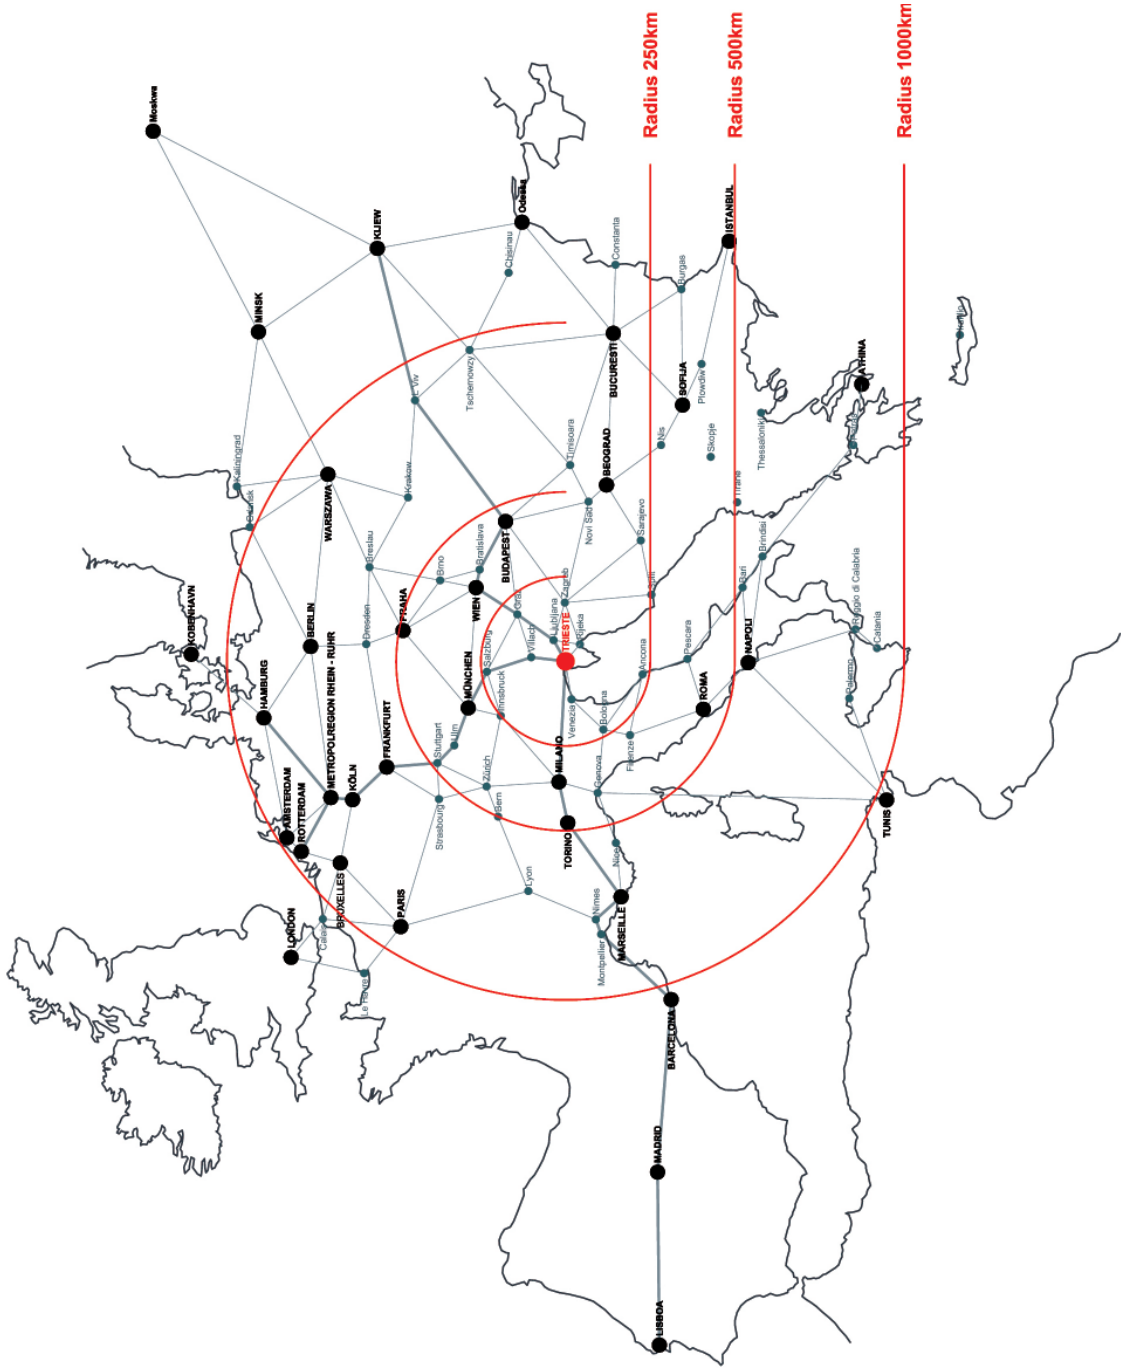 Radius 250km
Radius 500km
Radius 1000km
Moskwa
KIJEW
MINSK
Odessa
Chisinau
Constanta
Burgas
ISTANBUL
Tschernowzy
L'Viv
BUCURESTI
SOFIJA
Plowdiw
ATHINA
Kaliningrad
Gdansk
WARSZAWA
Krakow
Timisoara
BEOGRAD
Nis
Skopje
Thessaloniki
Tirane
Novi Sad
Sarajevo
Split
Brindisi
Bari
KOBENHAVN
BERLIN
Breslau
Dresden
PRAHA
Brno
Bratislava
WIEN
BUDAPEST
Graz
Zagreb
Ljubljana
Rijeka
TRIESTE
Villach
Salzburg
Innsbruck
MÜNCHEN
Ulm
Stuttgart
HAMBURG
METROPOLREGION RHEIN - RUHR
KÖLN
FRANKFURT
AMSTERDAM
ROTTERDAM
BRUXELLES
LONDON
Calais
PARIS
Le Havre
Strasbourg
Zürich
Bern
Lyon
MILANO
TORINO
Venezia
Bologna
Firenze
Genova
Nice
Ancona
Pescara
ROMA
NAPOLI
Reggio di Calabria
Catania
Palermo
TUNIS
Nimes
Montpellier
MARSEILLE
BARCELONA
MADRID
LISBOA